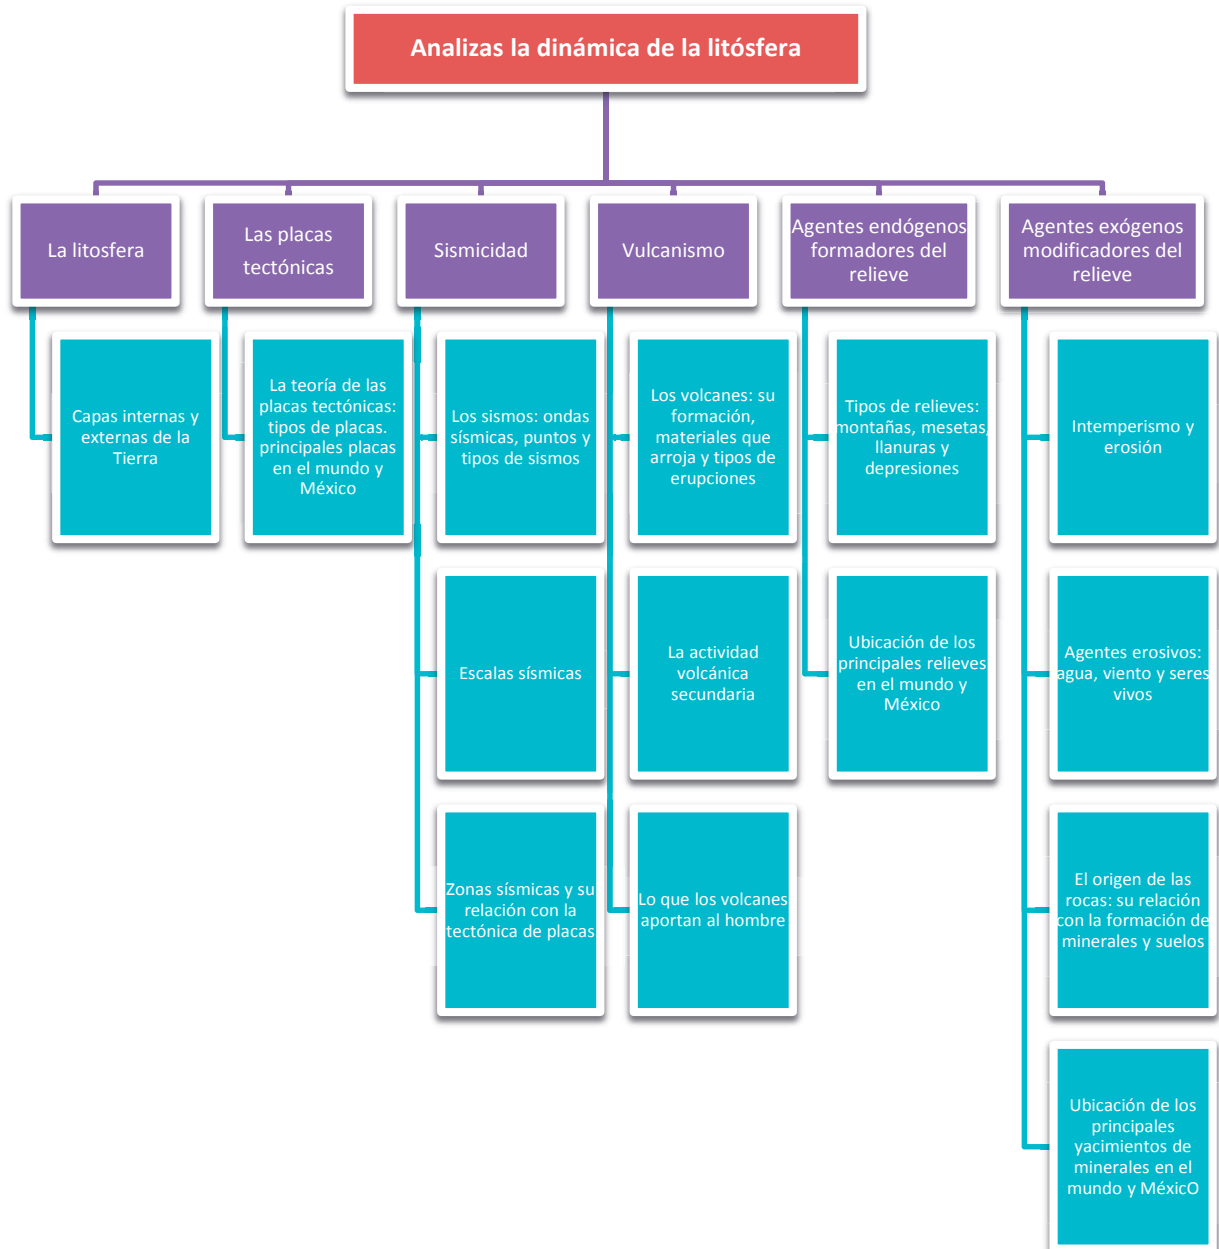 Analizas la dinámica de la litósfera
La litosfera
Las placas
tectónicas
Sismicidad
Vulcanismo
Agentes endógenos
formadores del
relieve
Agentes exógenos
modificadores del
relieve
Capas internas y
externas de la
Tierra
La teoría de las
placas tectónicas:
tipos de placas.
principales placas
en el mundo y
México
Los sismos: ondas
sísmicas, puntos y
tipos de sismos
Los volcanes: su
formación,
materiales que
arroja y tipos de
erupciones
Tipos de relieves:
montañas, mesetas,
llanuras y
depresiones
Intemperismo y
erosión
Escalas sísmicas
La actividad
volcánica
secundaria
Ubicación de los
principales relieves
en el mundo y
México
Agentes erosivos:
agua, viento y seres
vivos
Zonas sísmicas y su
relación con la
tectónica de placas
Lo que los volcanes
aportan al hombre
El origen de las
rocas: su relación
con la formación de
minerales y suelos
Ubicación de los
principales
yacimientos de
minerales en el
mundo y MéxicO